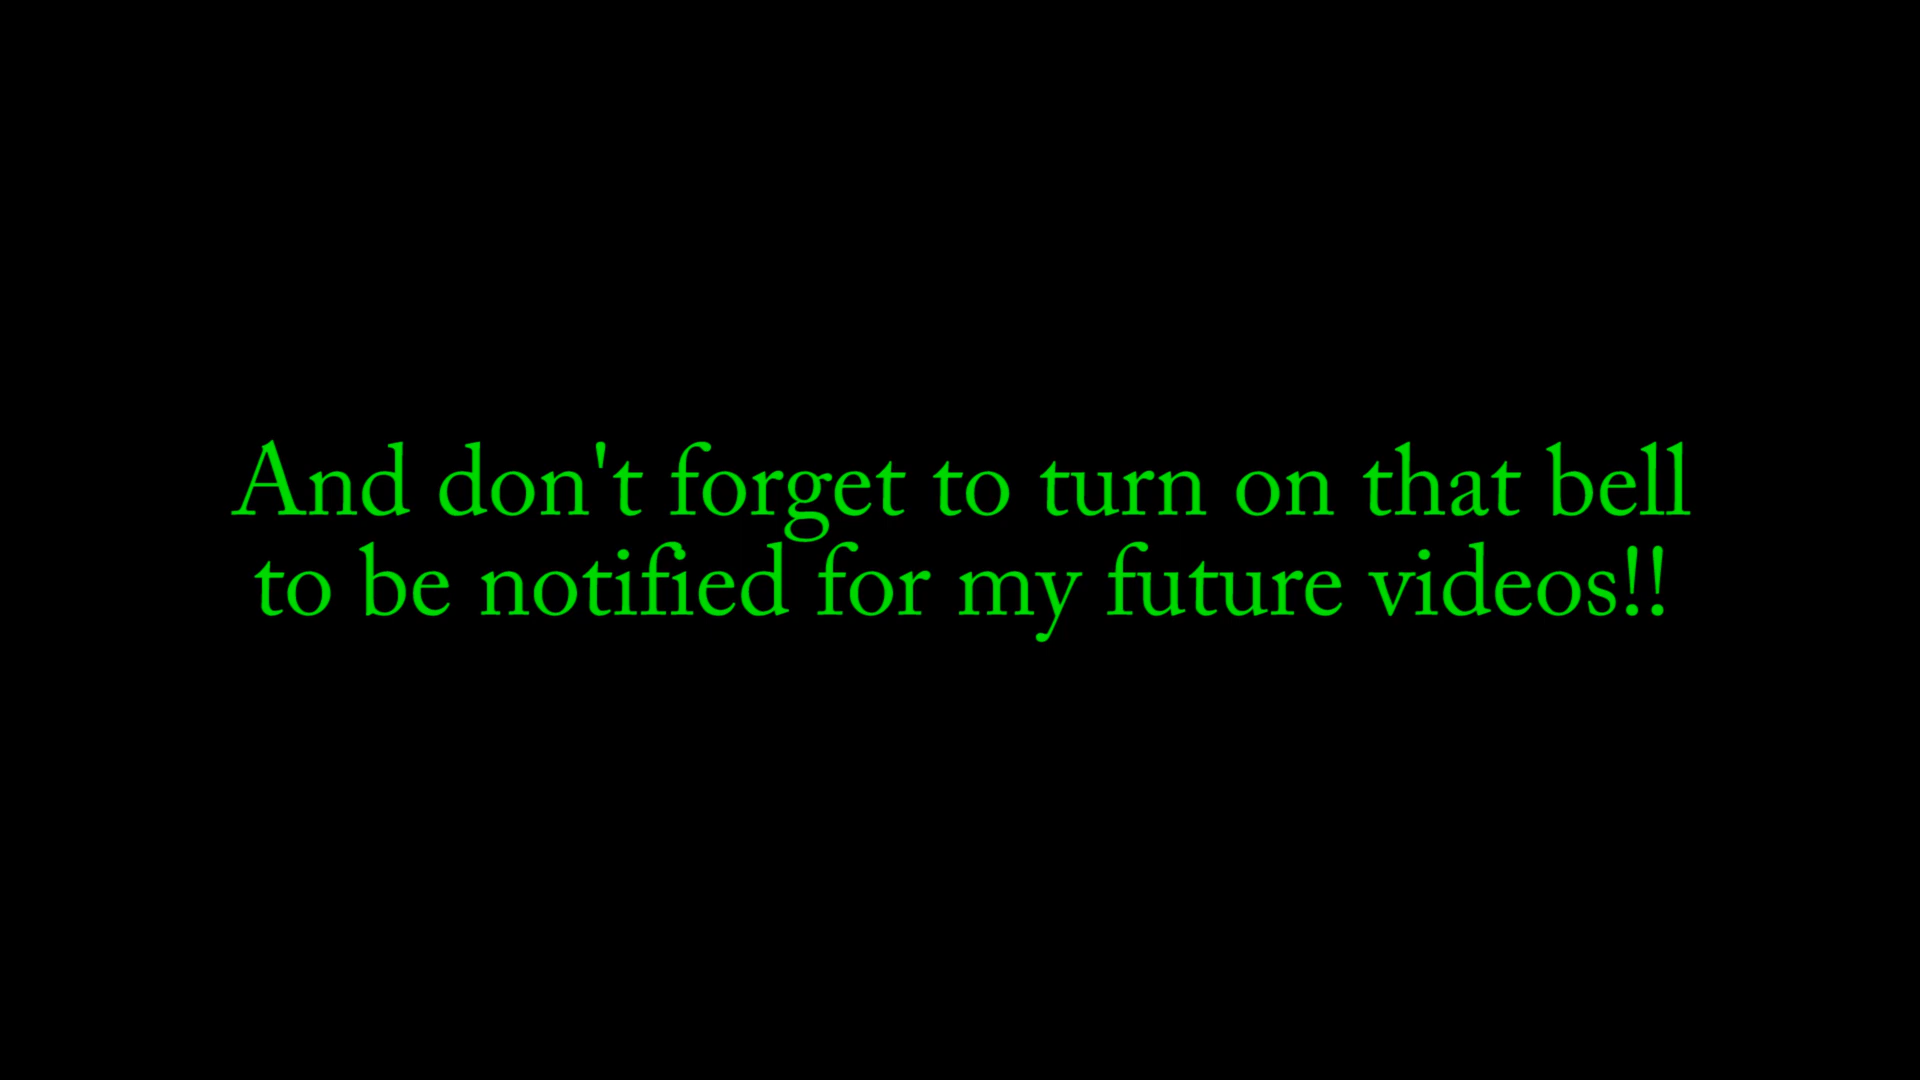 And don't forget to turn on that bell
to be notified for my future videos!!